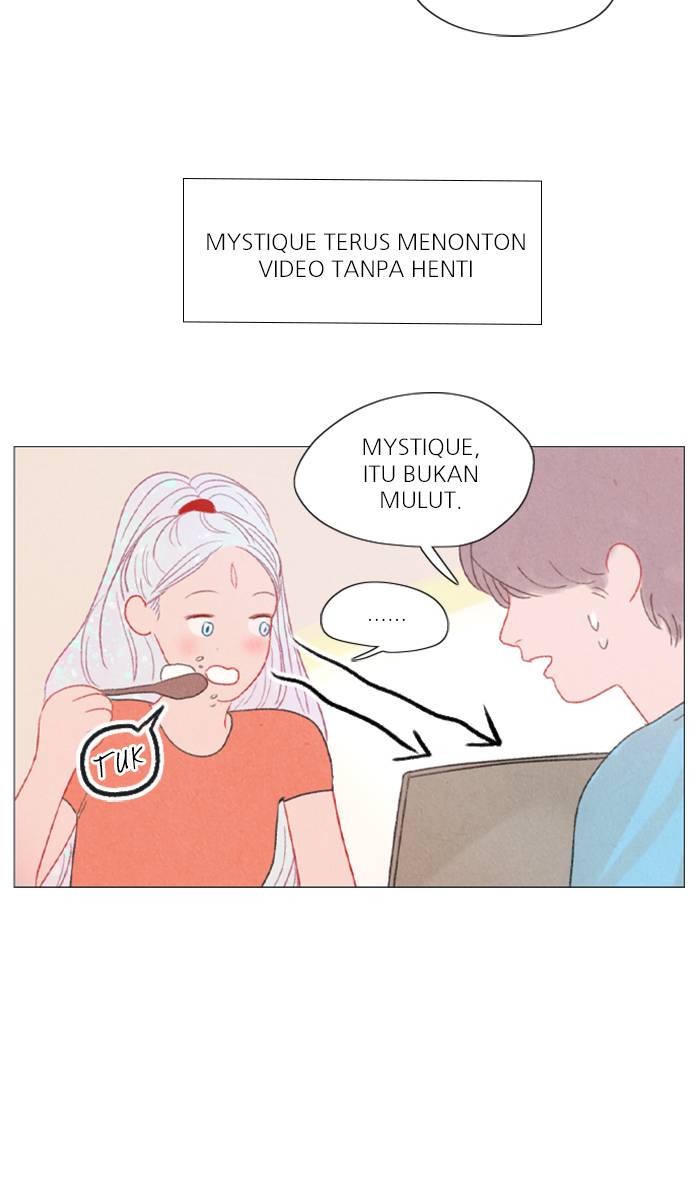 MYSTIQUE TERUS MENONTON
VIDEO TANPA HENTI
MYSTIQUE,
ITU BUKAN
MULUT.
......
TUK